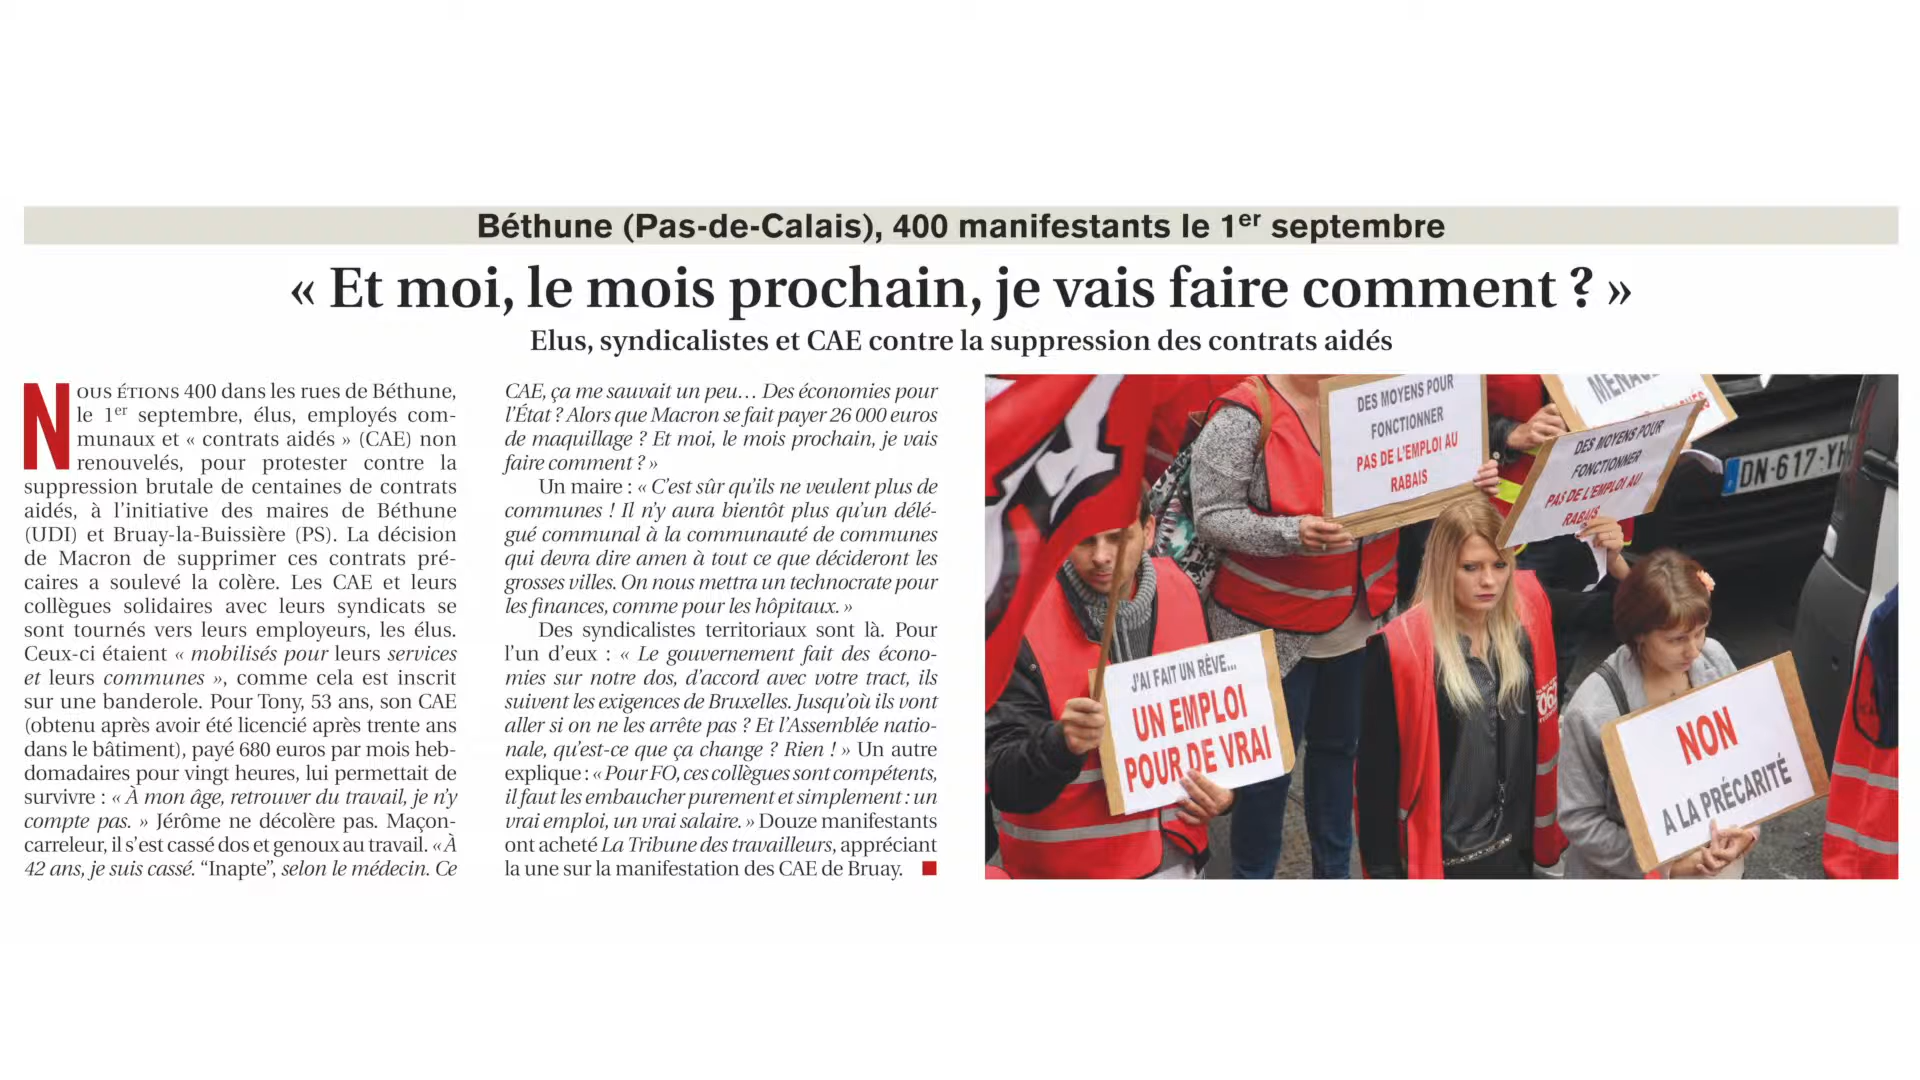 Béthune (Pas-de-Calais), 400 manifestants le 1er septembre
« Et moi, le mois prochain, je vais faire comment ? »
Elus, syndicalistes et CAE contre la suppression des contrats aidés
NOUS ÉTIONS 400 dans les rues de Béthune,
le 1er septembre, élus, employés com-
munaux et « contrats aidés » (CAE) non
renouvelés, pour protester contre la
suppression brutale de centaines de contrats
aidés, à l’initiative des maires de Béthune
(UDI) et Bruay-la-Buissière (PS). La décision
de Macron de supprimer ces contrats pré-
caires a soulevé la colère. Les CAE et leurs
collègues solidaires avec leurs syndicats se
sont tournés vers leurs employeurs, les élus.
Ceux-ci étaient « mobilisés pour leurs services
et leurs communes », comme cela est inscrit
sur une banderole. Pour Tony, 53 ans, son CAE
(obtenu après avoir été licencié après trente ans
dans le bâtiment), payé 680 euros par mois heb-
domadaires pour vingt heures, lui permettait de
survivre : « À mon âge, retrouver du travail, je n’y
compte pas. » Jérôme ne décolère pas. Maçon-
carreleur, il s’est cassé dos et genoux au travail. « À
42 ans, je suis cassé. “Inapte”, selon le médecin. Ce
CAE, ça me sauvait un peu… Des économies pour
l’État ? Alors que Macron se fait payer 26 000 euros
de maquillage ? Et moi, le mois prochain, je vais
faire comment ? »
Un maire : « C’est sûr qu’ils ne veulent plus de
communes ! Il n’y aura bientôt plus qu’un délé-
gué communal à la communauté de communes
qui devra dire amen à tout ce que décideront les
grosses villes. On nous mettra un technocrate pour
les finances, comme pour les hôpitaux. »
Des syndicalistes territoriaux sont là. Pour
l’un d’eux : « Le gouvernement fait des écono-
mies sur notre dos, d’accord avec votre tract, ils
suivent les exigences de Bruxelles. Jusqu’où ils vont
aller si on ne les arrête pas ? Et l’Assemblée natio-
nale, qu’est-ce que ça change ? Rien ! » Un autre
explique : « Pour FO, ces collègues sont compétents,
il faut les embaucher purement et simplement : un
vrai emploi, un vrai salaire. » Douze manifestants
ont acheté La Tribune des travailleurs, appréciant
la une sur la manifestation des CAE de Bruay.
DES MOYENS POUR
FONCTIONNER
PAS DE L’EMPLOI AU
RABAIS
DES MOYENS POUR
FONCTIONNER
PAS DE L’EMPLOI AU
RABAIS
DN-617-YH
J’AI FAIT UN RÊVE...
UN EMPLOI
POUR DE VRAI
NON
A LA PRÉCARITÉ